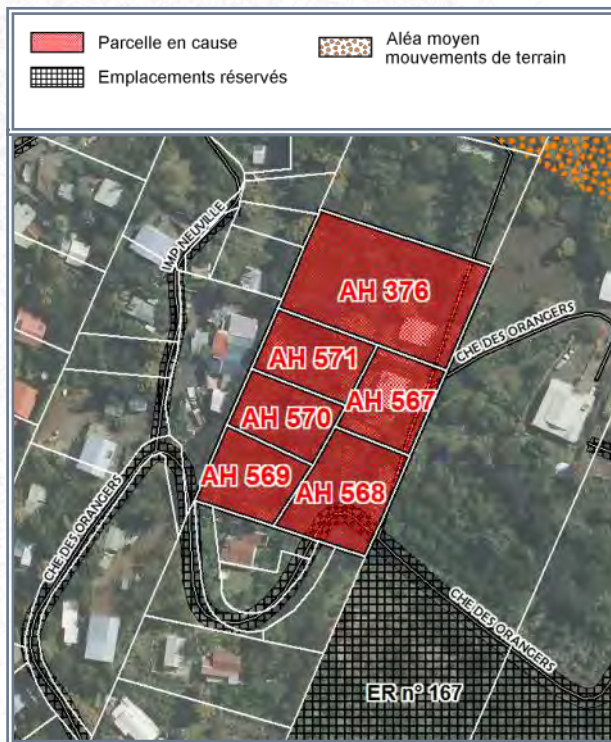 Parcelle en cause
Emplacements réservés
Aléa moyen
mouvements de terrain
IMP NEUVILLE
AH 376
CHE DES ORANGERS
AH 571
AH 567
AH 570
AH 569
AH 568
CHE DES ORANGERS
CHE DES ORANGERS
ER n° 167